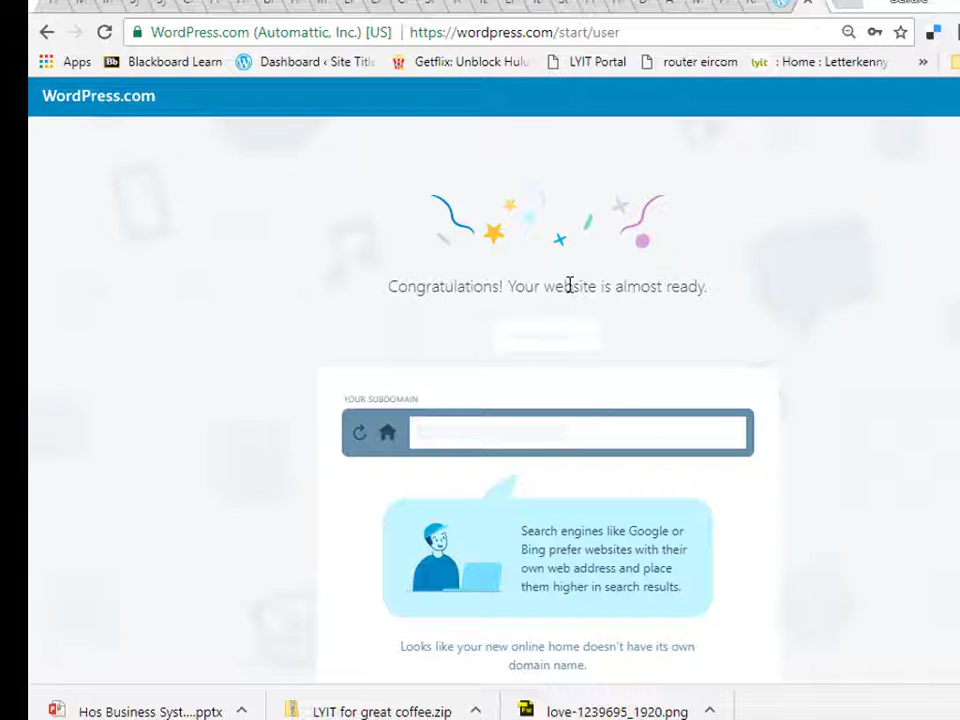 WordPress.com (Automattic, Inc.) [US] https://wordpress.com/start/user
Apps Bb Blackboard Learn Dashboard ‹ Site Title Getflix: Unblock Hulu LYIT Portal router eircom lyit : Home : Letterkenny »
WordPress.com
Congratulations! Your website is almost ready.
YOUR SUBDOMAIN
Search engines like Google or
Bing prefer websites with their
own web address and place
them higher in search results.
Looks like your new online home doesn't have its own
domain name.
Hos Business Syst....pptx LYIT for great coffee.zip love-1239695_1920.png